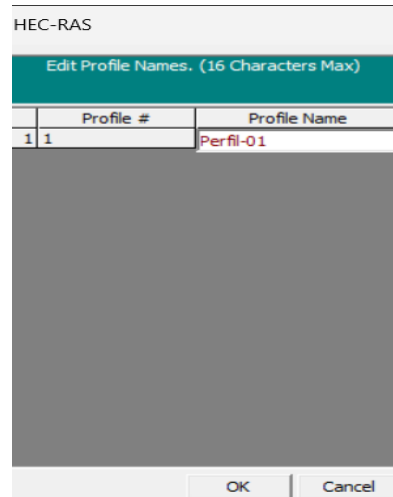 HEC-RAS
Edit Profile Names. (16 Characters Max)
Profile # Profile Name
1 1 Perfil-01
OK Cancel